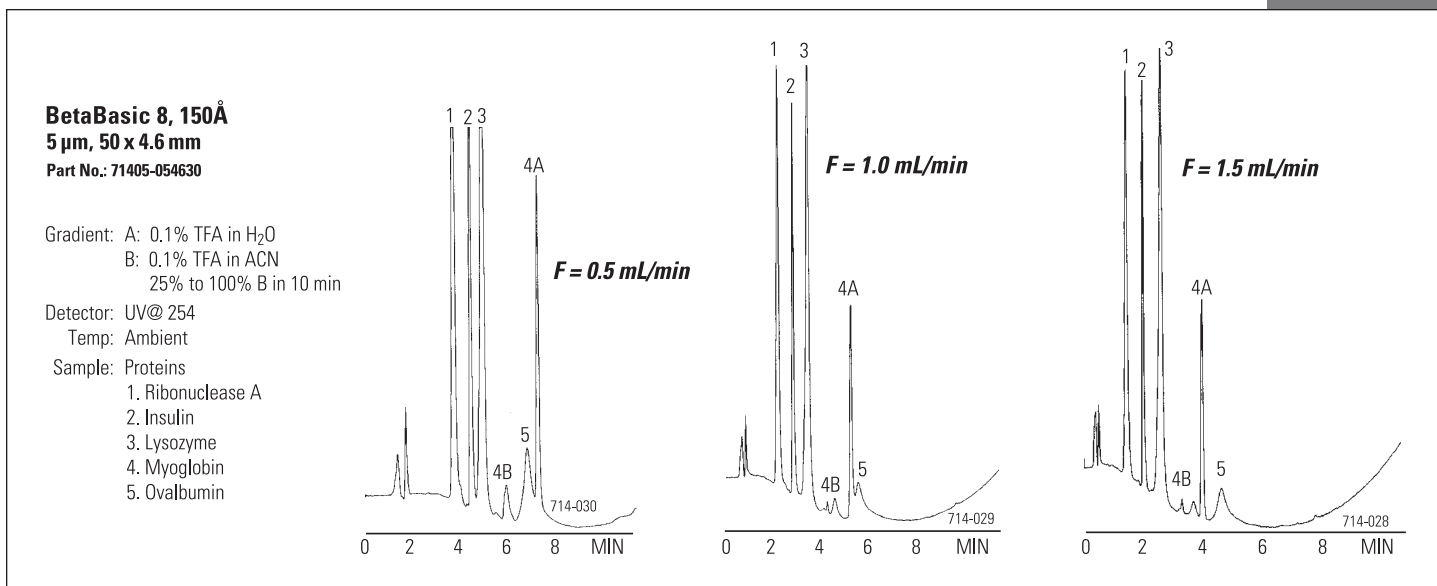 BetaBasic 8, 150Å
5 µm, 50 x 4.6 mm
Part No.: 71405-054630
Gradient: A: 0.1% TFA in H₂O
B: 0.1% TFA in ACN
25% to 100% B in 10 min
Detector: UV@ 254
Temp: Ambient
Sample: Proteins
1. Ribonuclease A
2. Insulin
3. Lysozyme
4. Myoglobin
5. Ovalbumin
1 2 3
4A
F = 0.5 mL/min
5
4B
714-030
0 2 4 6 8 MIN
1 2 3
F = 1.0 mL/min
4A
4B 5
714-029
0 2 4 6 8 MIN
1 2 3
F = 1.5 mL/min
4A
4B 5
714-028
0 2 4 6 8 MIN